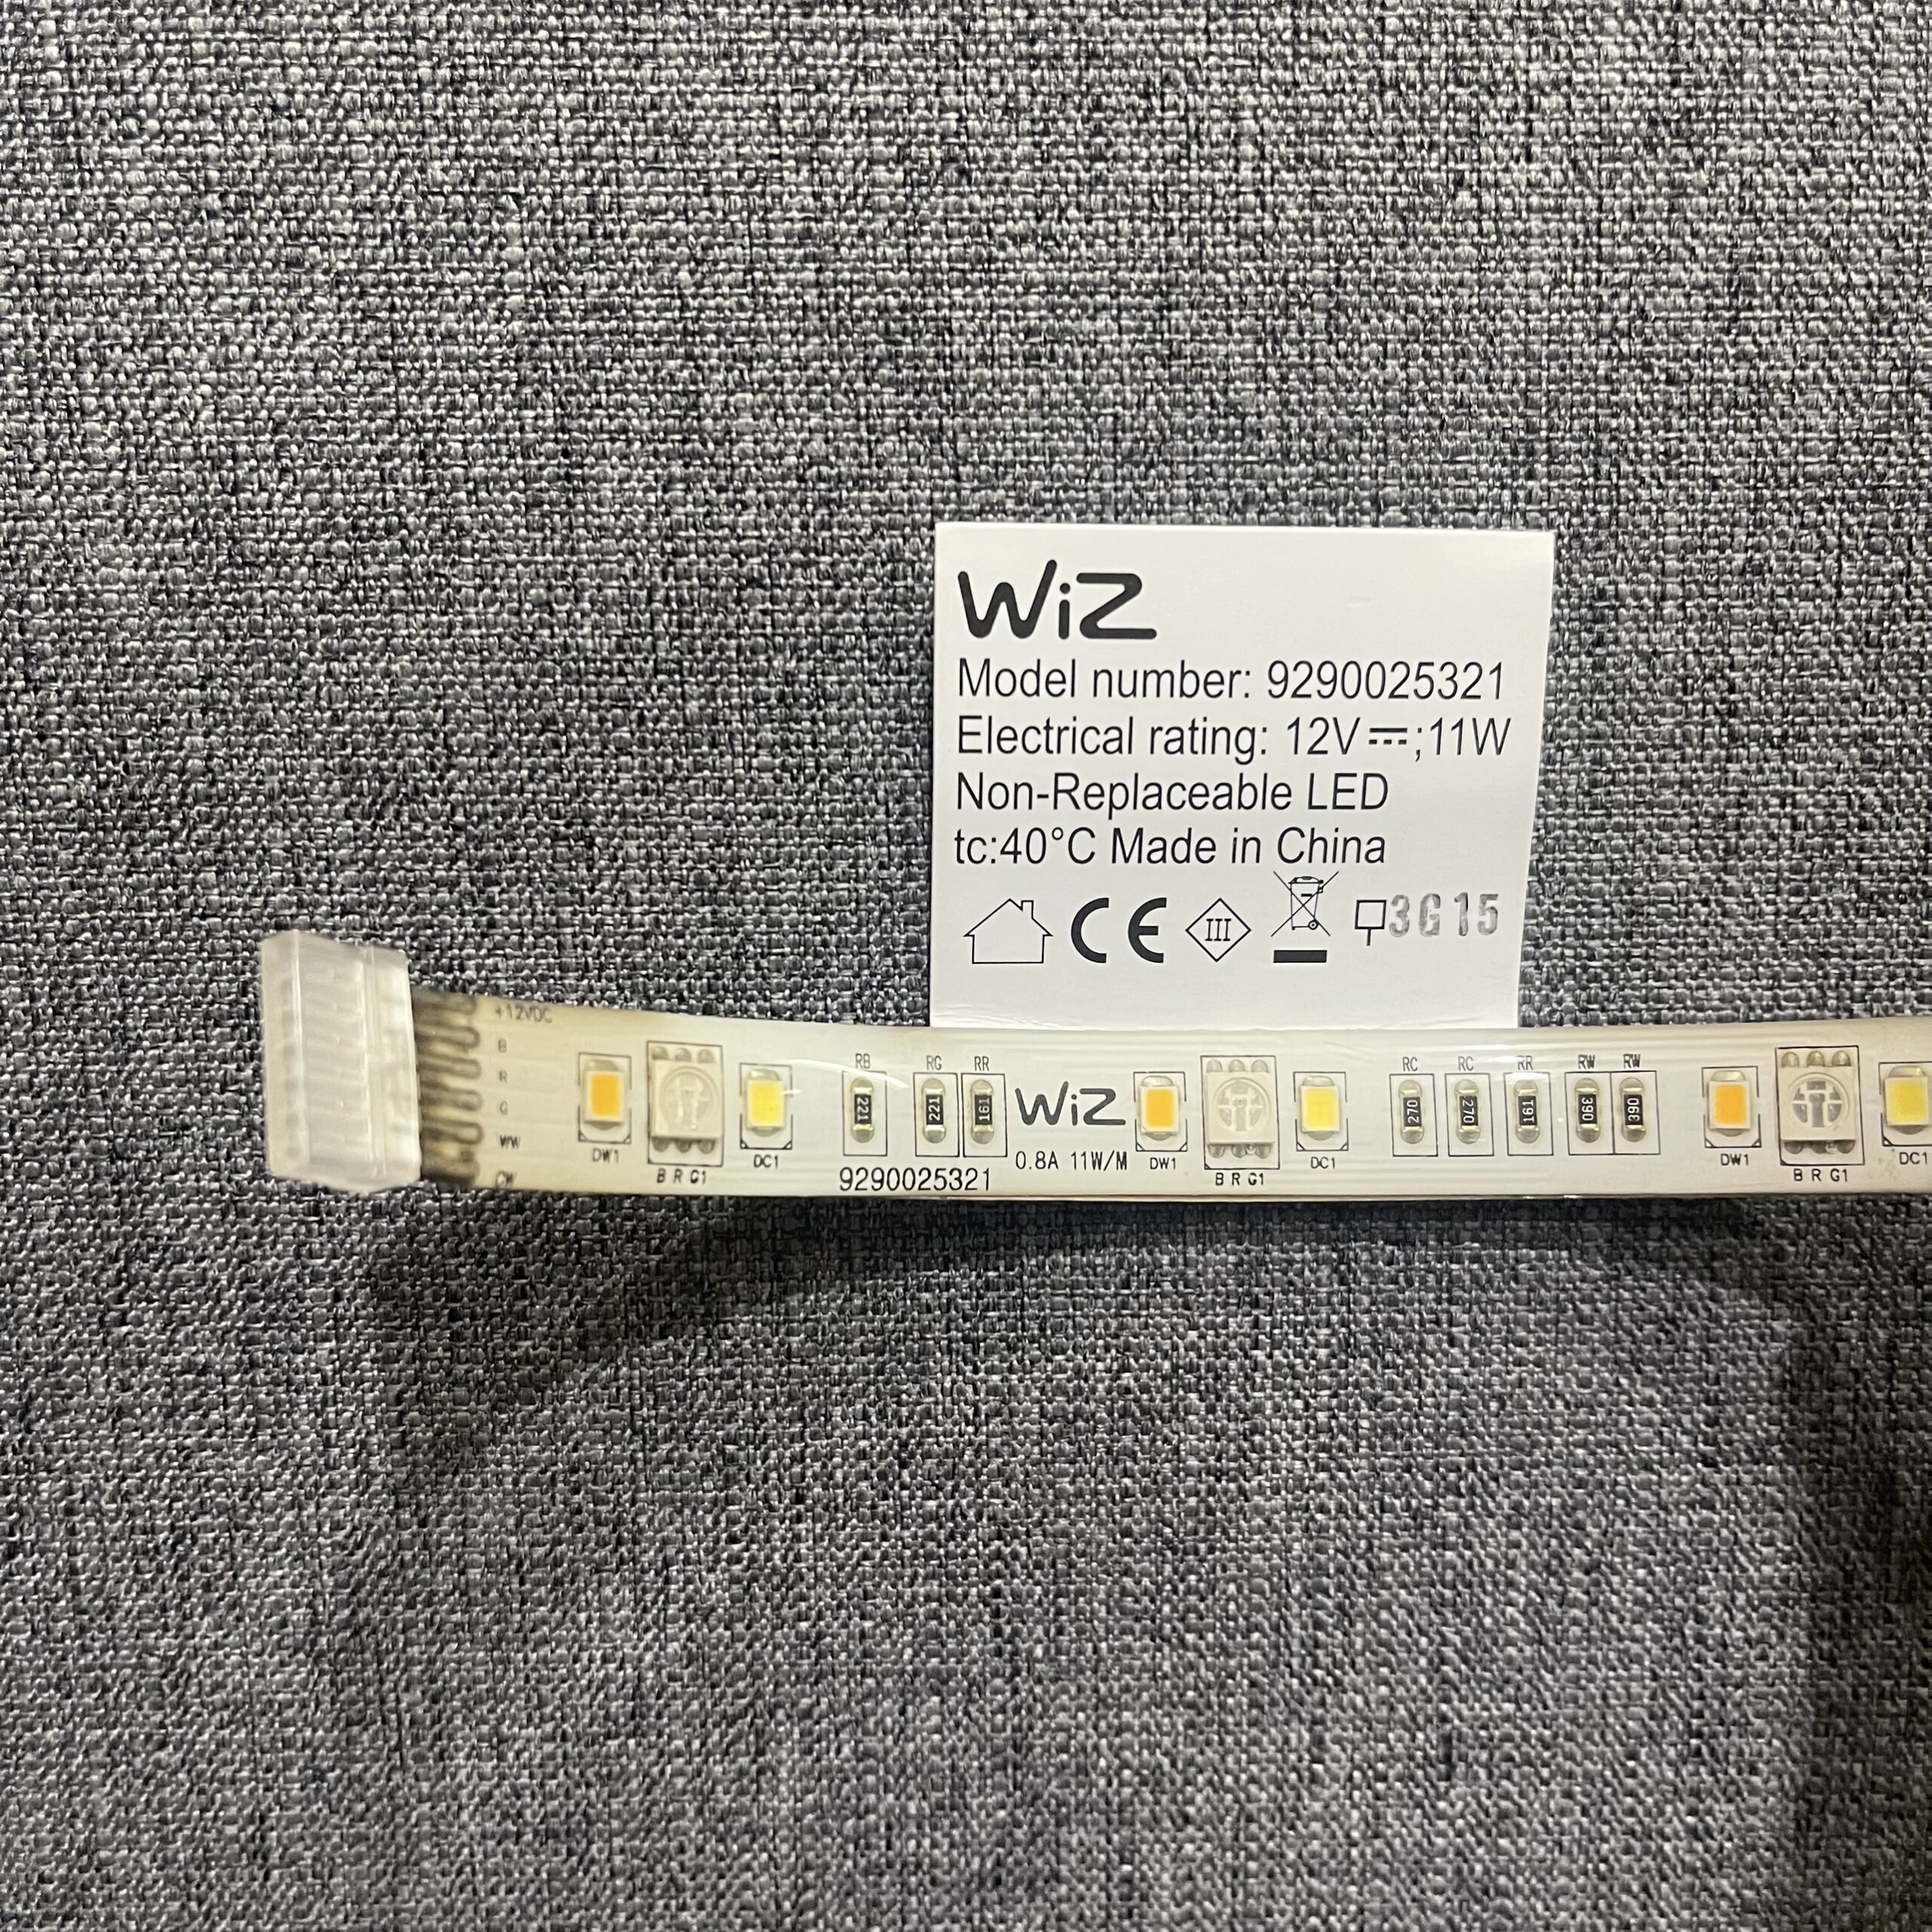 WiZ
Model number: 9290025321
Electrical rating: 12V⎓;11W
Non-Replaceable LED
tc:40°C Made in China
CE III 3G15
+12VDC
B
R
G
WW
CW
RB RG RR RC RC RR RW RW
221 221 161 WiZ 270 270 161 390 390
DW1 B R G1 DC1 9290025321 0.8A 11W/M DW1 B R G1 DC1 DW1 B R G1 DC1